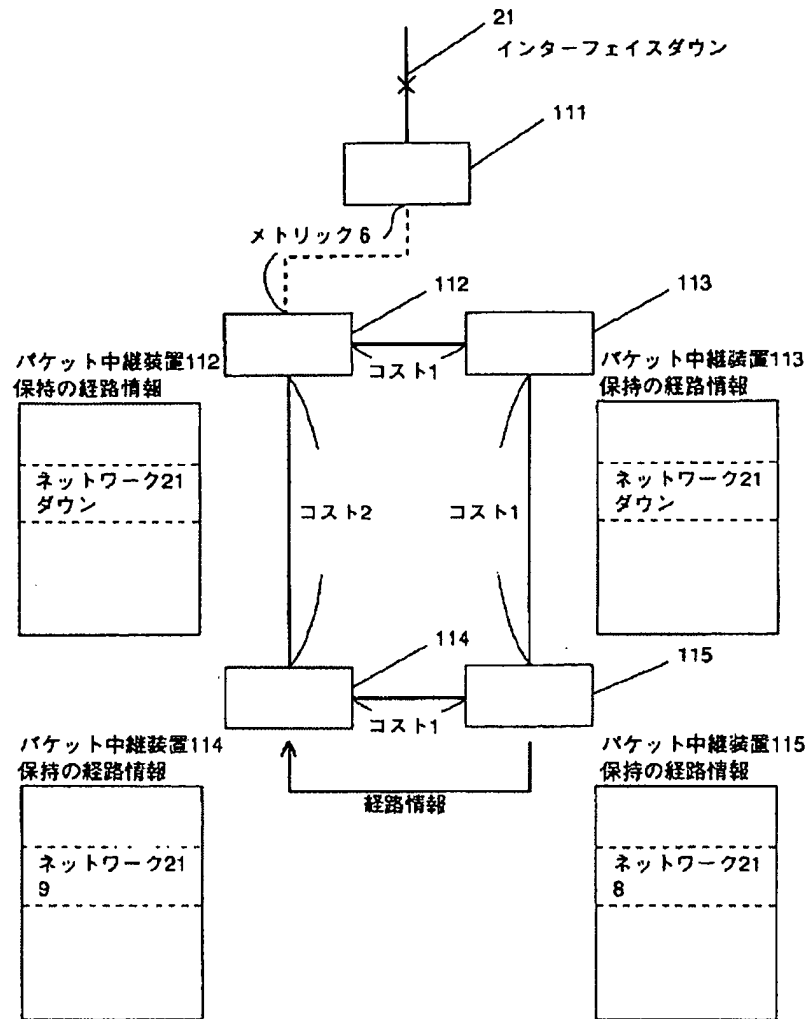 21
インターフェイスダウン
111
メトリック6
112
113
コスト1
パケット中継装置112
保持の経路情報
パケット中継装置113
保持の経路情報
ネットワーク21
ダウン
ネットワーク21
ダウン
コスト2
コスト1
114
115
コスト1
パケット中継装置114
保持の経路情報
パケット中継装置115
保持の経路情報
経路情報
ネットワーク21
9
ネットワーク21
8